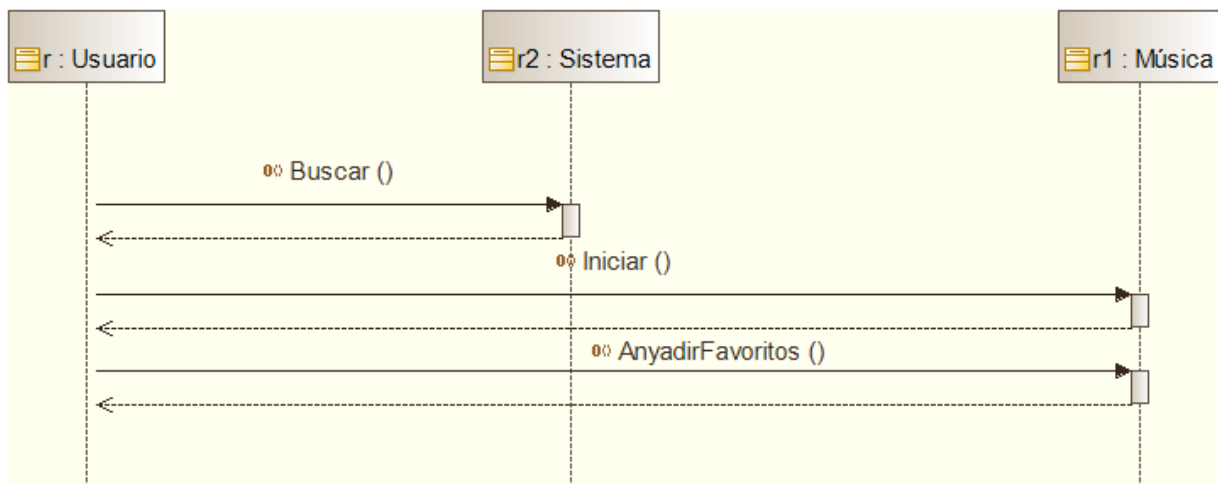 r : Usuario
r2 : Sistema
r1 : Música
Buscar ()
Iniciar ()
AnyadirFavoritos ()